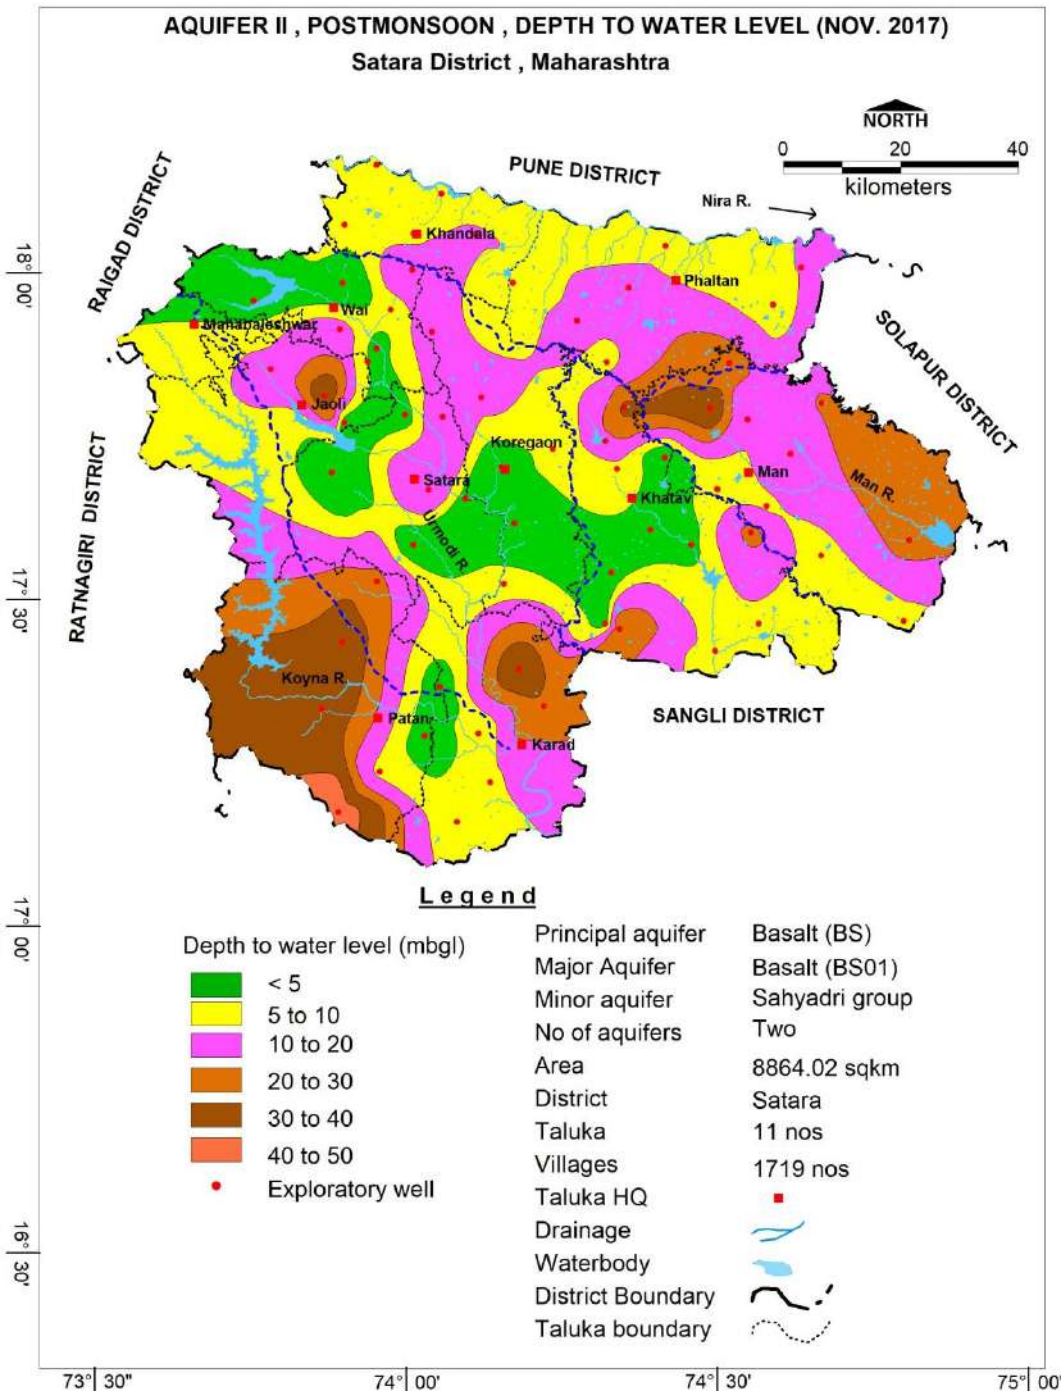 AQUIFER II , POSTMONSOON , DEPTH TO WATER LEVEL (NOV. 2017)
Satara District , Maharashtra
NORTH
0 20 40
kilometers
PUNE DISTRICT
RAIGAD DISTRICT
Nira R.
Khandala
18° 00'
Phaltan
Wai
Mahabaleshwar
SOLAPUR DISTRICT
Jaoli
Koregaon
RATNAGIRI DISTRICT
Satara
Man
Khatav
Man R.
Urmodi R.
17° 30'
Koyna R.
Patan
SANGLI DISTRICT
Karad
17° 00'
16° 30'
Legend
Depth to water level (mbgl)
< 5
5 to 10
10 to 20
20 to 30
30 to 40
40 to 50
Exploratory well
Principal aquifer Basalt (BS)
Major Aquifer Basalt (BS01)
Minor aquifer Sahyadri group
No of aquifers Two
Area 8864.02 sqkm
District Satara
Taluka 11 nos
Villages 1719 nos
Taluka HQ
Drainage
Waterbody
District Boundary
Taluka boundary
73° 30" 74° 00' 74° 30" 75° 00